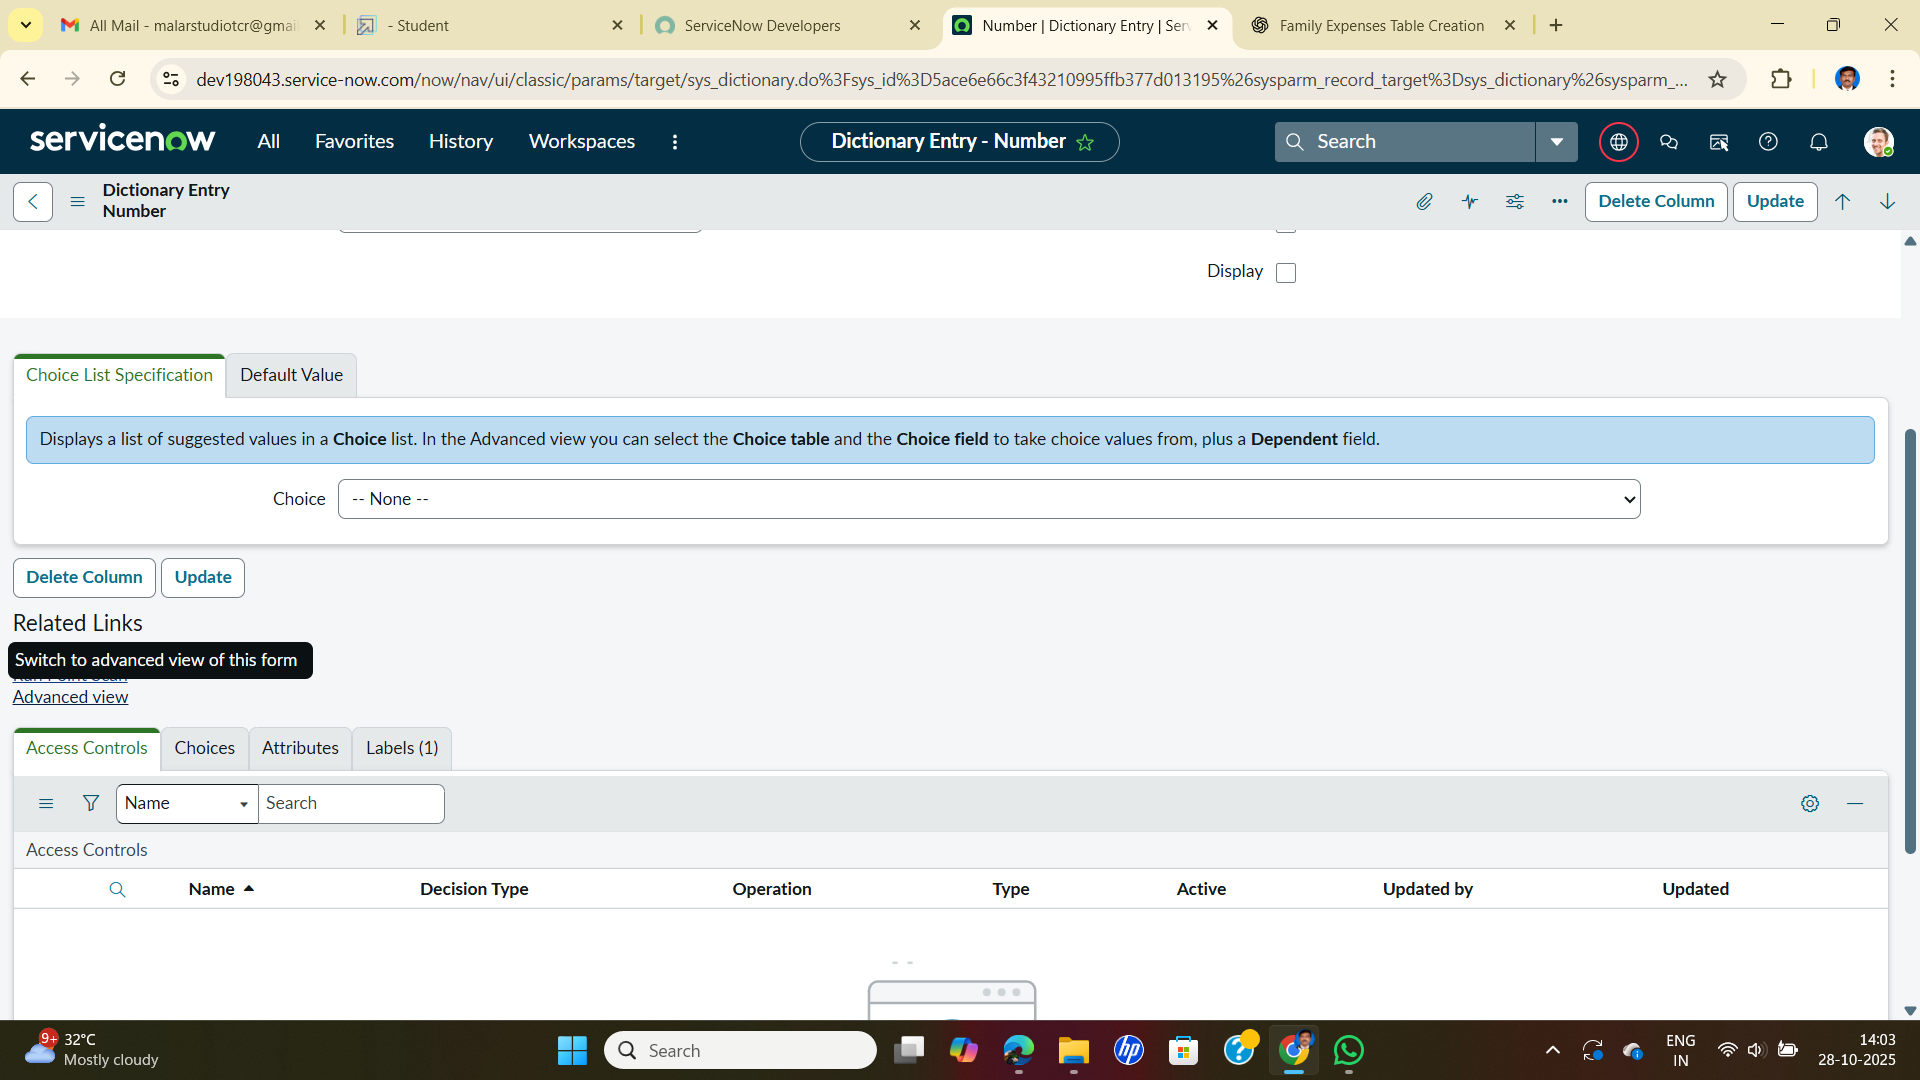 All Mail - malarstudiotcr@gmai
- Student
ServiceNow Developers
Number | Dictionary Entry | Serv
Family Expenses Table Creation
dev198043.service-now.com/now/nav/ui/classic/params/target/sys_dictionary.do%3Fsys_id%3D5ace6e66c3f43210995ffb377d013195%26sysparm_record_target%3Dsys_dictionary%26sysparm_...
servicenow
All
Favorites
History
Workspaces
Dictionary Entry - Number
Search
Dictionary Entry
Number
Delete Column
Update
Display
Choice List Specification
Default Value
Displays a list of suggested values in a Choice list. In the Advanced view you can select the Choice table and the Choice field to take choice values from, plus a Dependent field.
Choice
-- None --
Delete Column
Update
Related Links
Switch to advanced view of this form
Advanced view
Access Controls
Choices
Attributes
Labels (1)
Name
Search
Access Controls
Name
Decision Type
Operation
Type
Active
Updated by
Updated
9+
32°C
Mostly cloudy
Search
ENG
IN
14:03
28-10-2025